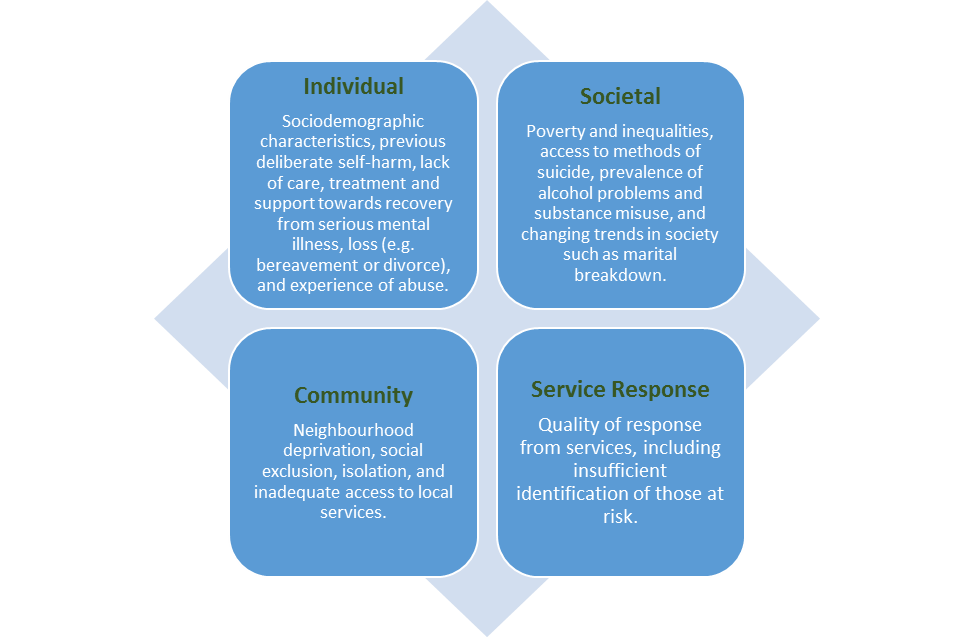 Individual
Sociodemographic
characteristics, previous
deliberate self-harm, lack
of care, treatment and
support towards recovery
from serious mental
illness, loss (e.g.
bereavement or divorce),
and experience of abuse.
Societal
Poverty and inequalities,
access to methods of
suicide, prevalence of
alcohol problems and
substance misuse, and
changing trends in society
such as marital
breakdown.
Community
Neighbourhood
deprivation, social
exclusion, isolation, and
inadequate access to local
services.
Service Response
Quality of response
from services, including
insufficient
identification of those at
risk.